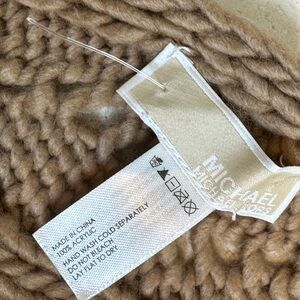 MICHAEL
MICHAEL KORS
MADE IN CHINA
100% ACRYLIC
HAND WASH COLD SEPARATELY
DO NOT BLEACH
LAY FLAT TO DRY